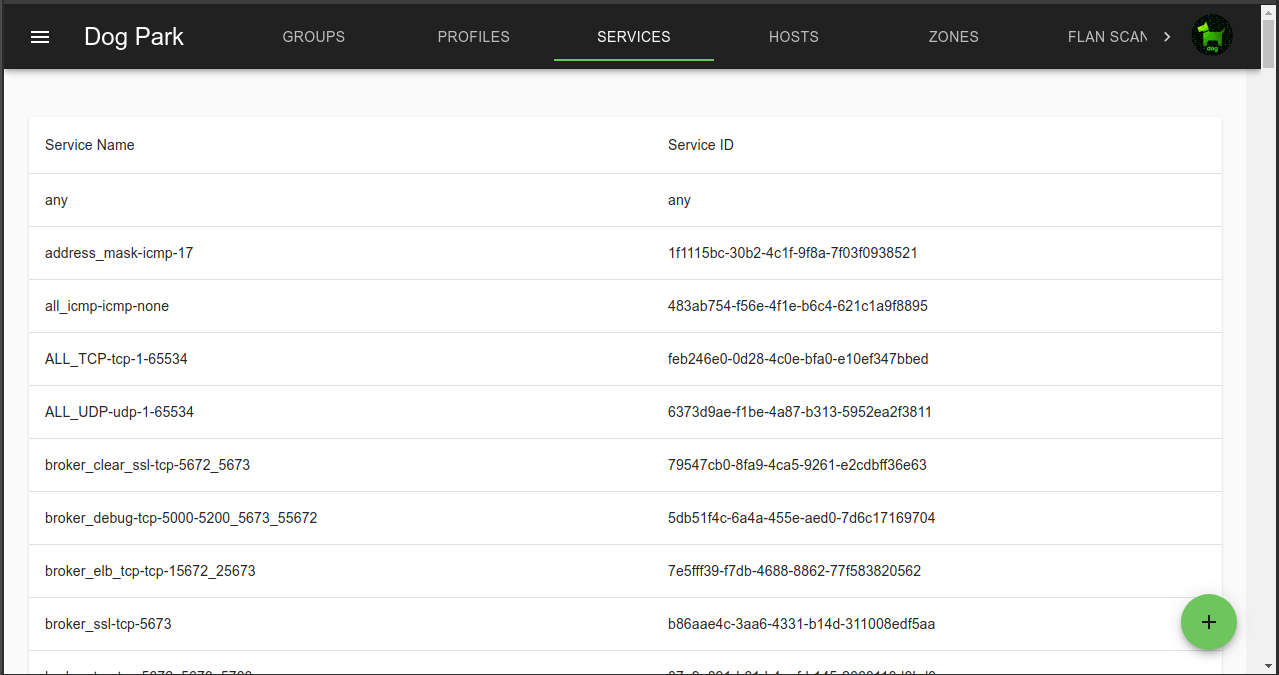 Dog Park GROUPS PROFILES SERVICES HOSTS ZONES FLAN SCAN dog
Service Name Service ID
any any
address_mask-icmp-17 1f1115bc-30b2-4c1f-9f8a-7f03f0938521
all_icmp-icmp-none 483ab754-f56e-4f1e-b6c4-621c1a9f8895
ALL_TCP-tcp-1-65534 feb246e0-0d28-4c0e-bfa0-e10ef347bbed
ALL_UDP-udp-1-65534 6373d9ae-f1be-4a87-b313-5952ea2f3811
broker_clear_ssl-tcp-5672_5673 79547cb0-8fa9-4ca5-9261-e2cdbff36e63
broker_debug-tcp-5000-5200_5673_55672 5db51f4c-6a4a-455e-aed0-7d6c17169704
broker_elb_tcp-tcp-15672_25673 7e5fff39-f7db-4688-8862-77f583820562
broker_ssl-tcp-5673 b86aae4c-3aa6-4331-b14d-311008edf5aa